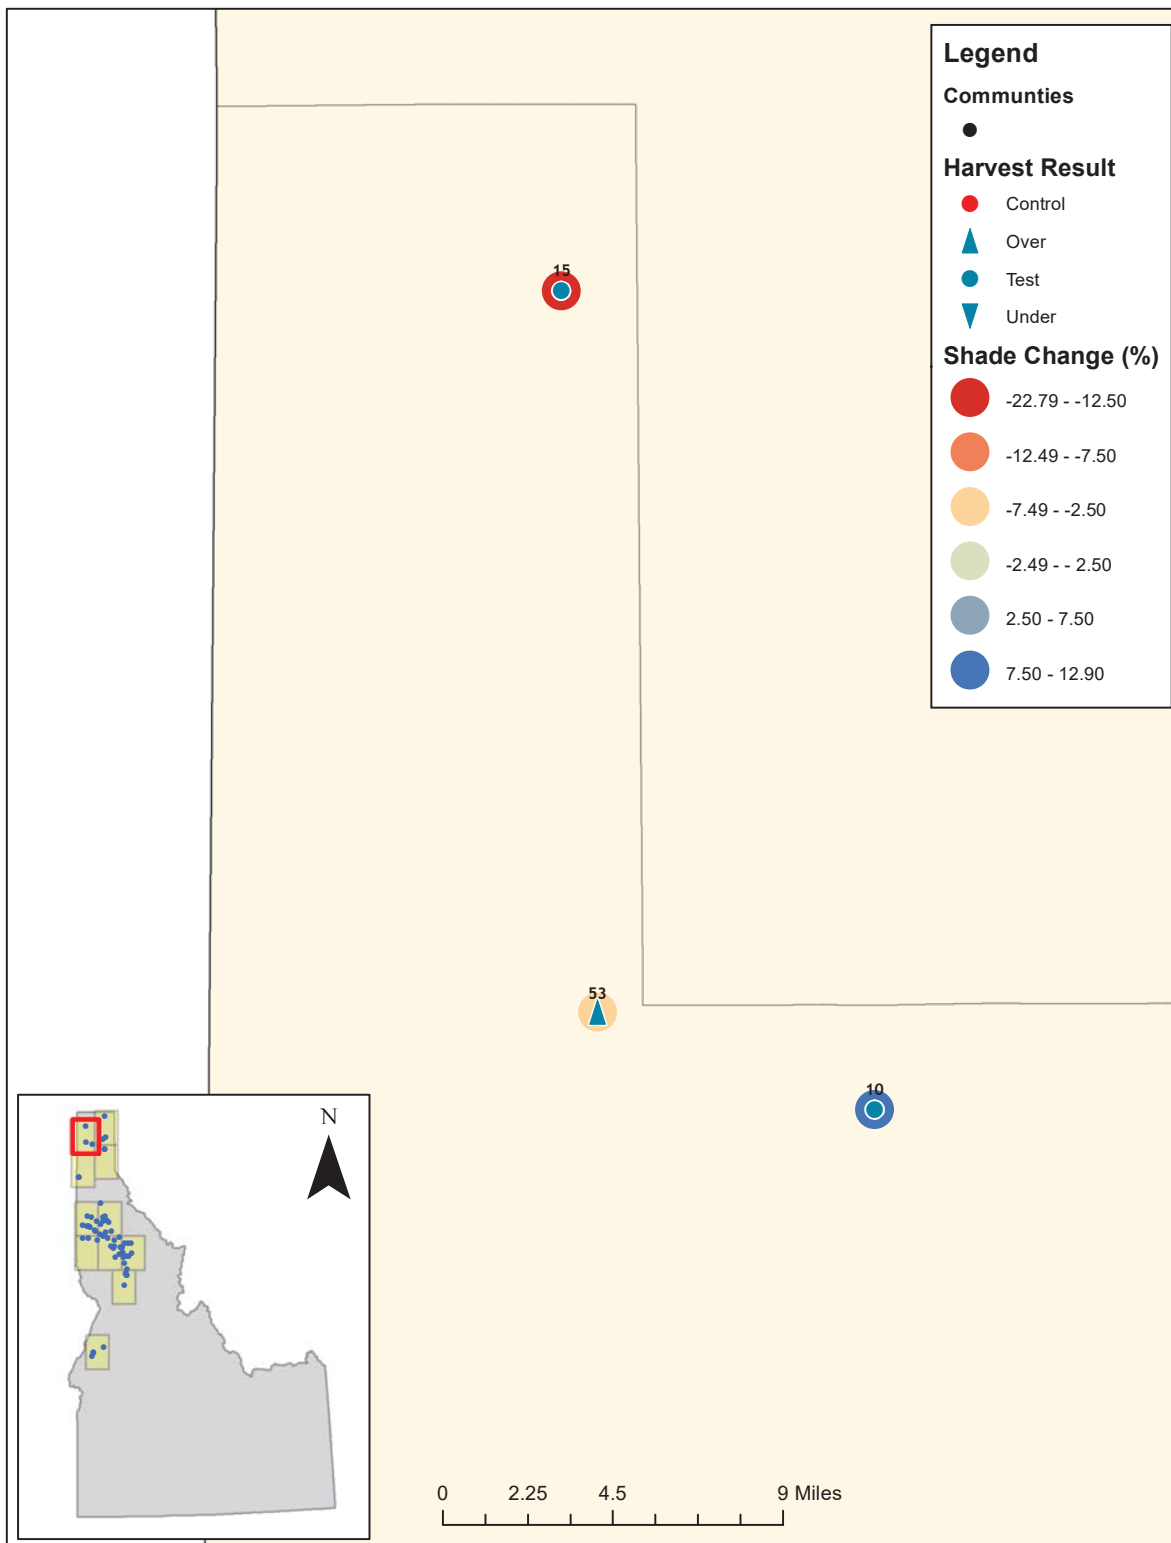 Legend
Communties
Harvest Result
Control
Over
Test
Under
Shade Change (%)
-22.79 - -12.50
-12.49 - -7.50
-7.49 - -2.50
-2.49 - - 2.50
2.50 - 7.50
7.50 - 12.90
15
53
10
N
0 2.25 4.5 9 Miles